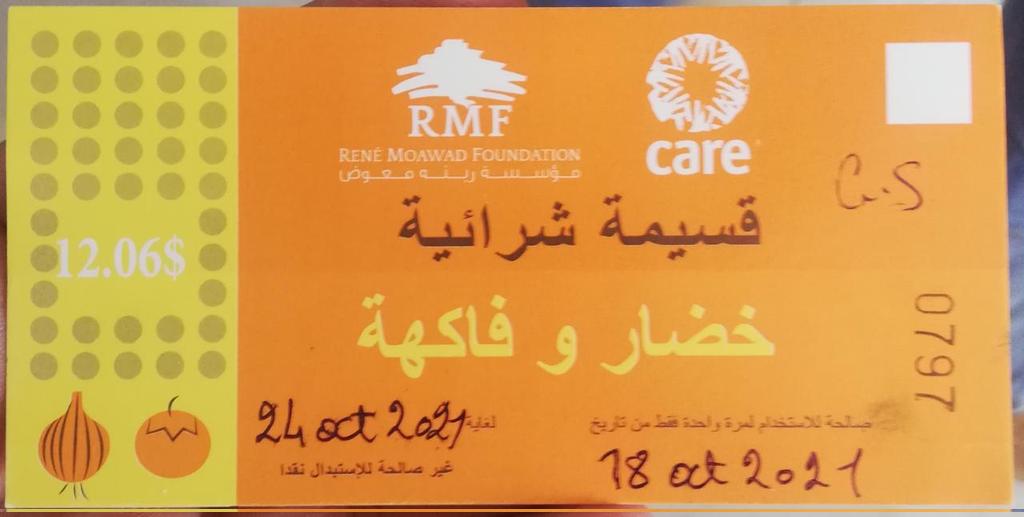 RMF
RENÉ MOAWAD FOUNDATION
مؤسسة رينه معوض
care
G.S
قسيمة شرائية
12.06$
خضار و فاكهة
0797
صالحة للاستخدام لمرة واحدة فقط من تاريخ
18 oct 2021
لغاية 24 oct 2021
غير صالحة للإستبدال نقدا